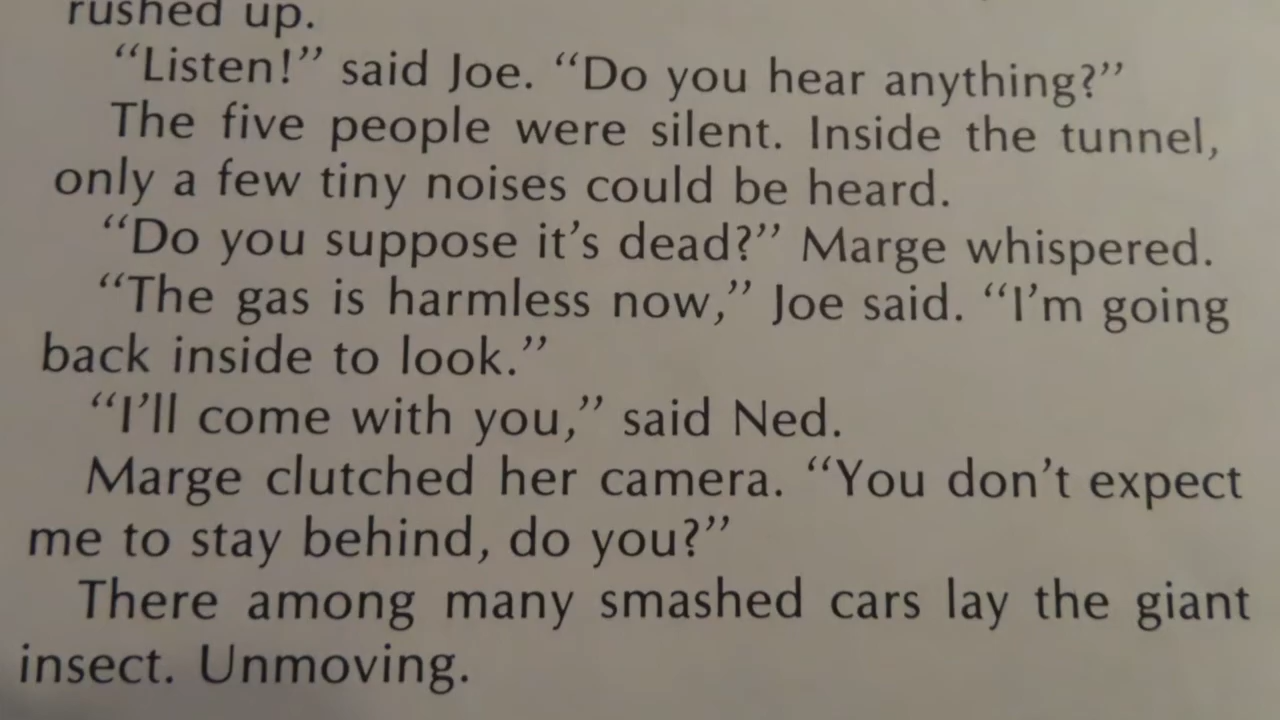 rushed up.
“Listen!” said Joe. “Do you hear anything?”
The five people were silent. Inside the tunnel,
only a few tiny noises could be heard.
“Do you suppose it’s dead?” Marge whispered.
“The gas is harmless now,” Joe said. “I’m going
back inside to look.”
“I’ll come with you,” said Ned.
Marge clutched her camera. “You don’t expect
me to stay behind, do you?”
There among many smashed cars lay the giant
insect. Unmoving.